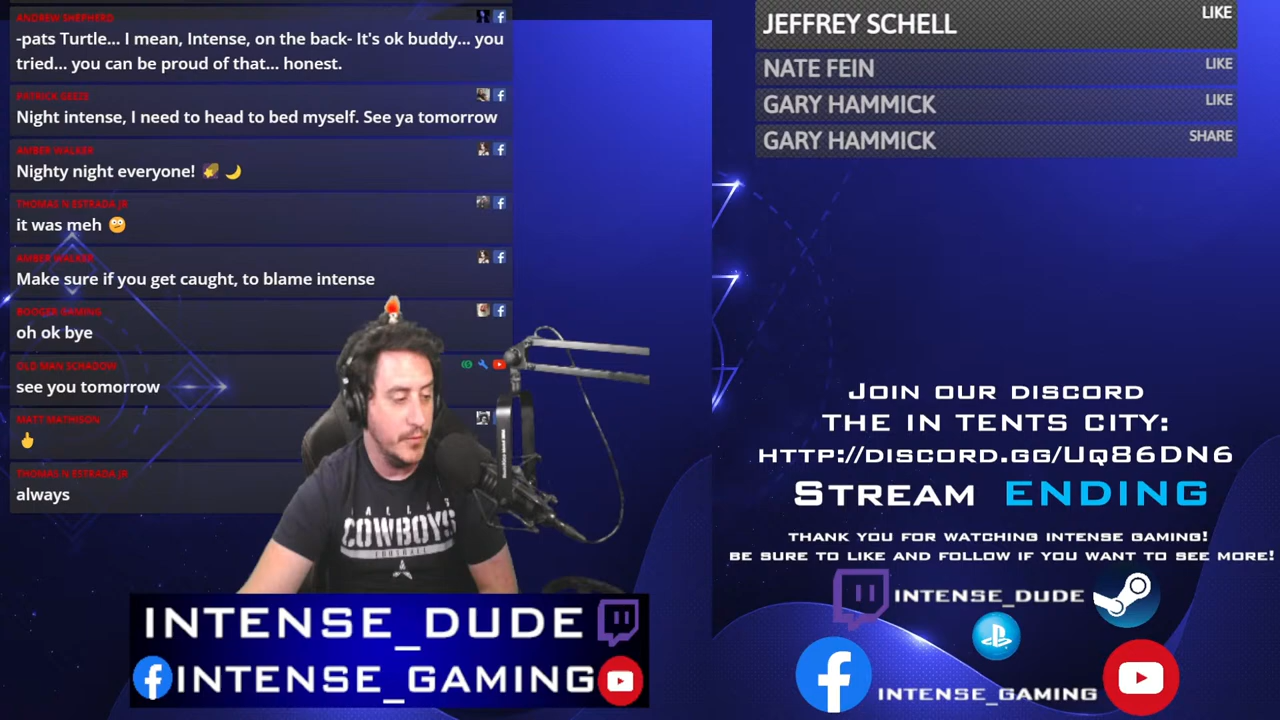 ANDREW SHEPHERD
-pats Turtle... I mean, Intense, on the back- It's ok buddy... you
tried... you can be proud of that... honest.
PATRICK GEEZE
Night intense, I need to head to bed myself. See ya tomorrow
AMBER WALKER
Nighty night everyone! 🌠 🌙
THOMAS N ESTRADA JR
it was meh 🫤
AMBER WALKER
Make sure if you get caught, to blame intense
BOOGER GAMING
oh ok bye
OLD MAN SCHADOW
see you tomorrow
MATT MATHISON
🖕
THOMAS N ESTRADA JR
always
COWBOYS
FOOTBALL
INTENSE_DUDE
INTENSE_GAMING
JEFFREY SCHELL LIKE
NATE FEIN LIKE
GARY HAMMICK LIKE
GARY HAMMICK SHARE
JOIN OUR DISCORD
THE IN TENTS CITY:
HTTP://DISCORD.GG/UQ86DN6
STREAM ENDING
THANK YOU FOR WATCHING INTENSE GAMING!
BE SURE TO LIKE AND FOLLOW IF YOU WANT TO SEE MORE!
INTENSE_DUDE
INTENSE_GAMING